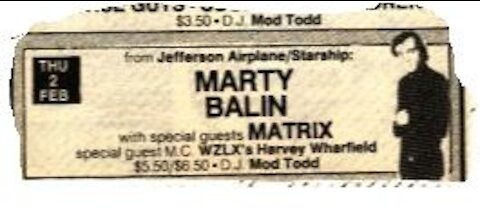 $3.50 • D.J. Mod Todd
THU
2
FEB
from Jefferson Airplane/Starship:
MARTY
BALIN
with special guests MATRIX
special guest M.C. WZLX's Harvey Wharfield
$5.50/$6.50 • D.J. Mod Todd